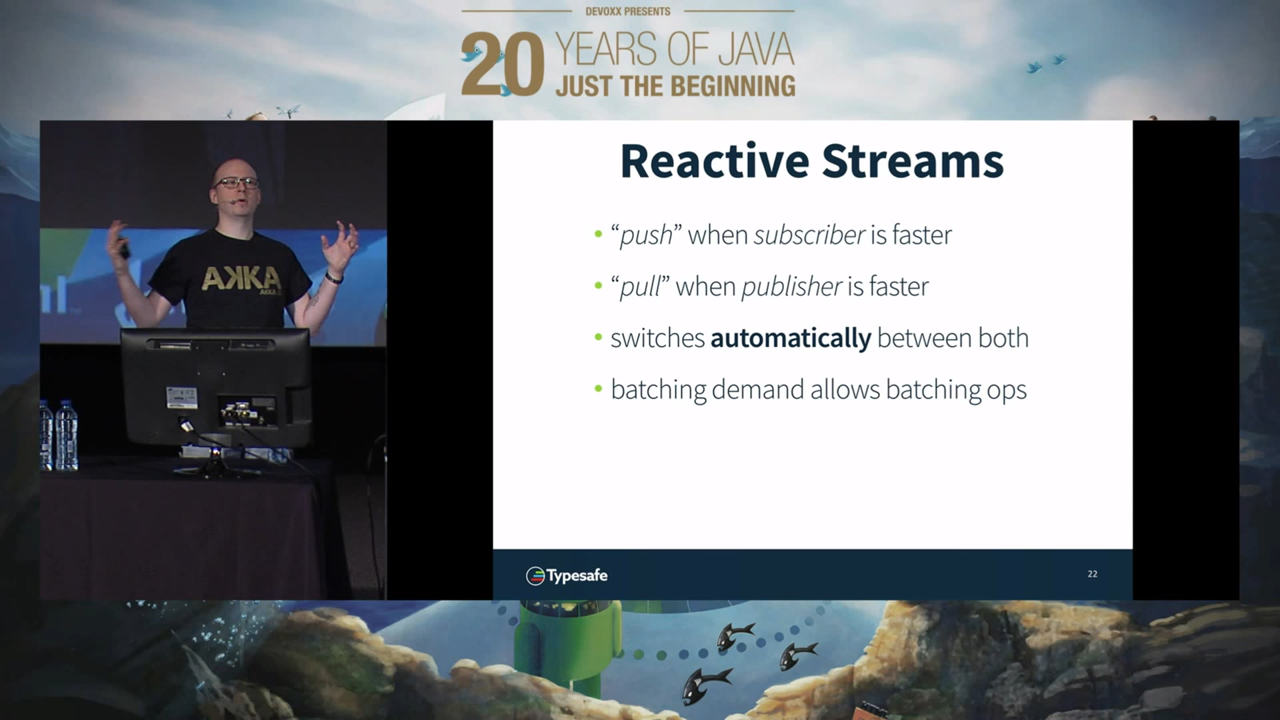 DEVOXX PRESENTS
20 YEARS OF JAVA
JUST THE BEGINNING
AKKA
Reactive Streams
• “push” when subscriber is faster
• “pull” when publisher is faster
• switches automatically between both
• batching demand allows batching ops
Typesafe
22